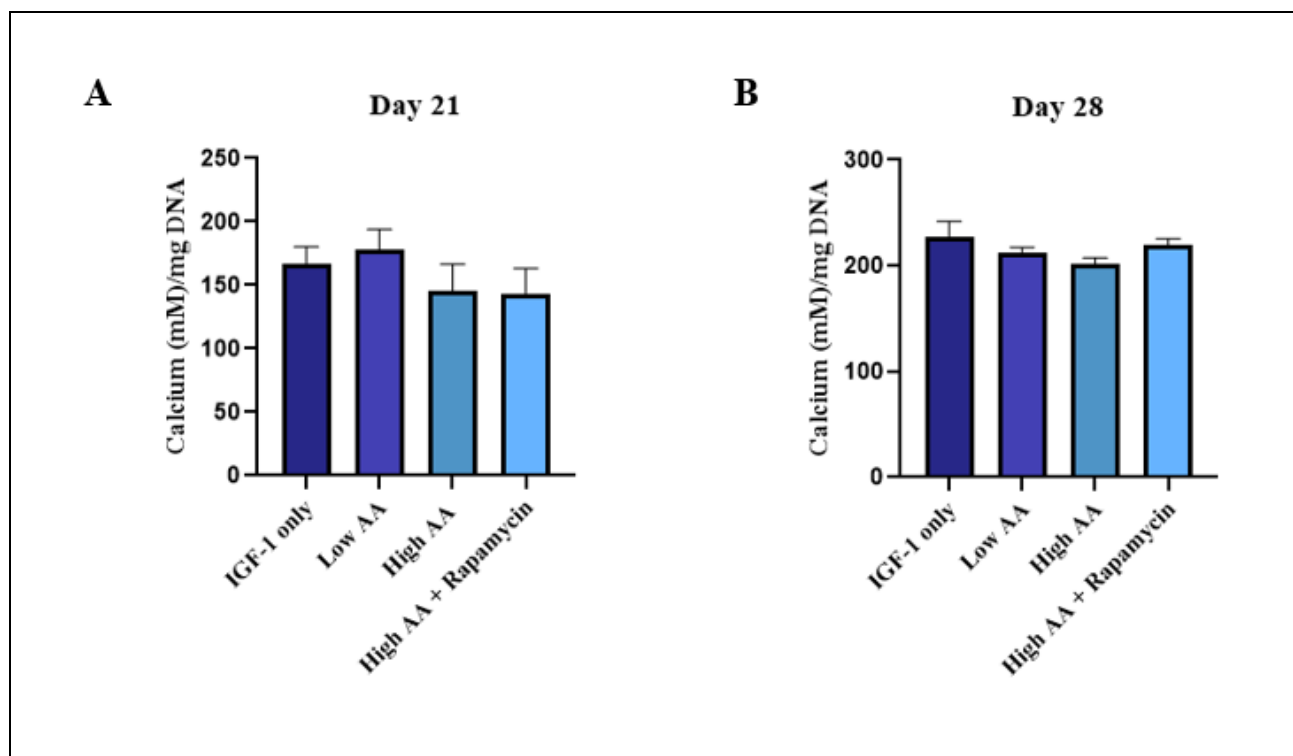 A
Day 21
Calcium (mM)/mg DNA
250
200
150
100
50
0
IGF-1 only
Low AA
High AA
High AA + Rapamycin
B
Day 28
Calcium (mM)/mg DNA
300
200
100
0
IGF-1 only
Low AA
High AA
High AA + Rapamycin